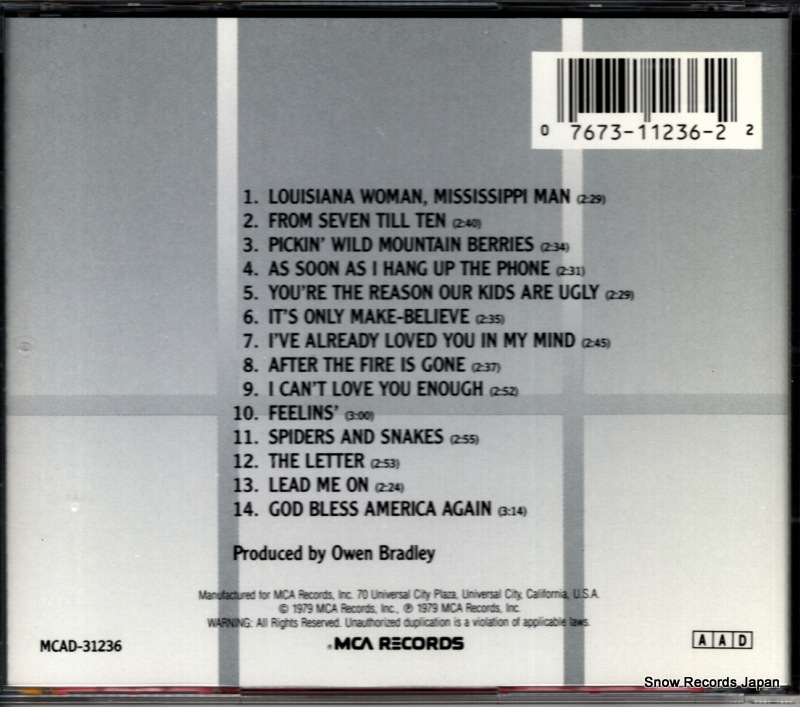 0 7673-11236-2 2
1. LOUISIANA WOMAN, MISSISSIPPI MAN (2:29)
2. FROM SEVEN TILL TEN (2:40)
3. PICKIN' WILD MOUNTAIN BERRIES (2:34)
4. AS SOON AS I HANG UP THE PHONE (2:31)
5. YOU'RE THE REASON OUR KIDS ARE UGLY (2:29)
6. IT'S ONLY MAKE-BELIEVE (2:35)
7. I'VE ALREADY LOVED YOU IN MY MIND (2:45)
8. AFTER THE FIRE IS GONE (2:37)
9. I CAN'T LOVE YOU ENOUGH (2:52)
10. FEELINS' (3:00)
11. SPIDERS AND SNAKES (2:55)
12. THE LETTER (2:53)
13. LEAD ME ON (2:24)
14. GOD BLESS AMERICA AGAIN (3:14)
Produced by Owen Bradley
Manufactured for MCA Records, Inc. 70 Universal City Plaza, Universal City, California, U.S.A.
© 1979 MCA Records, Inc., ℗ 1979 MCA Records, Inc.
WARNING: All Rights Reserved. Unauthorized duplication is a violation of applicable laws.
MCAD-31236
MCA RECORDS
AAD
Snow Records Japan